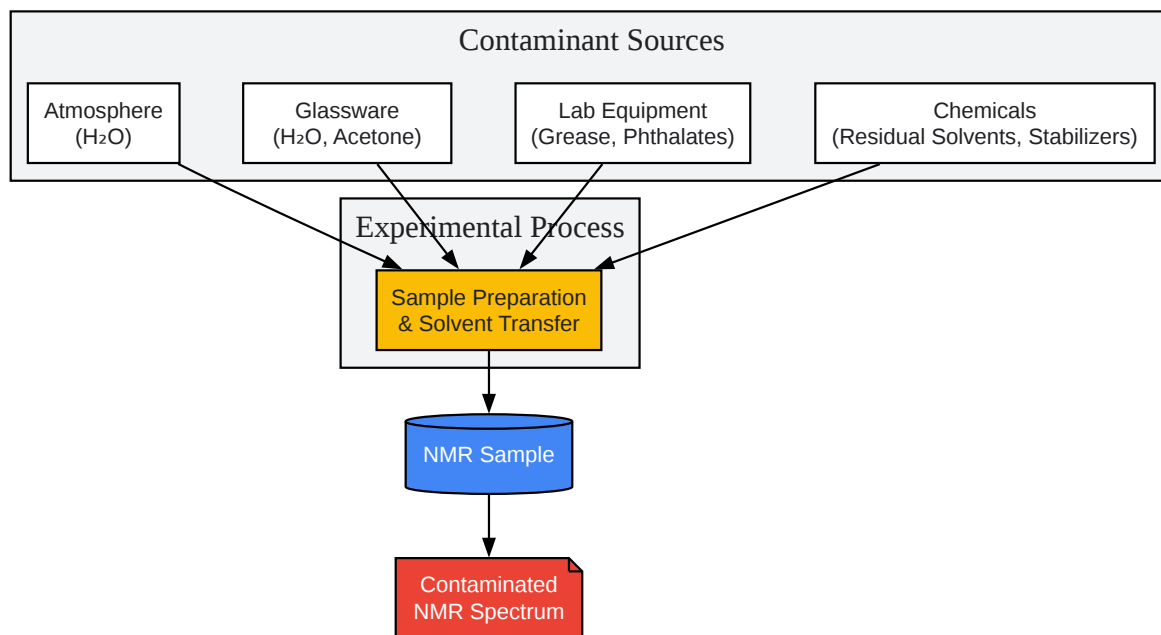 Contaminant Sources
Atmosphere
(H₂O)
Glassware
(H₂O, Acetone)
Lab Equipment
(Grease, Phthalates)
Chemicals
(Residual Solvents, Stabilizers)
Experimental Process
Sample Preparation
& Solvent Transfer
NMR Sample
Contaminated
NMR Spectrum